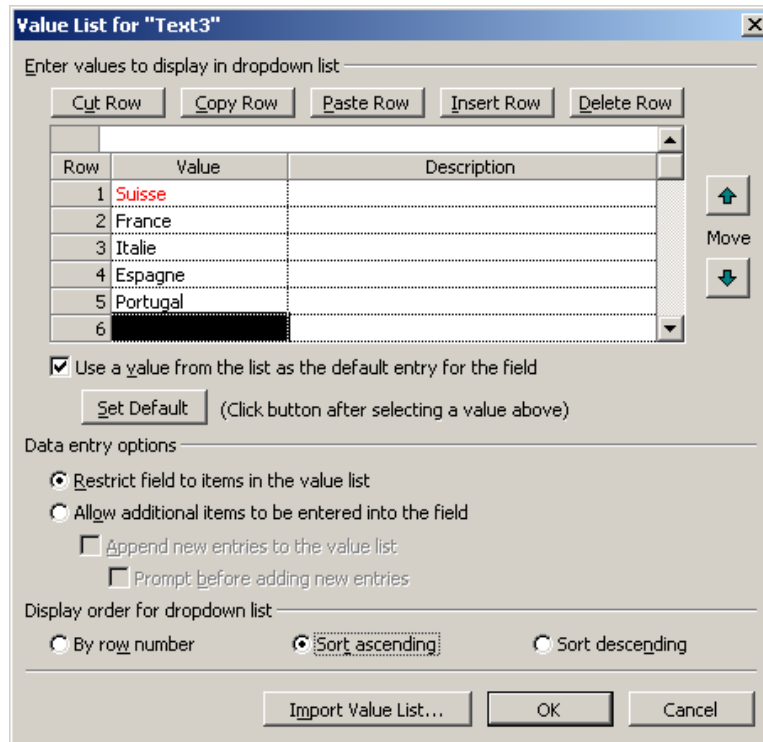 Value List for "Text3"
Enter values to display in dropdown list
Cut Row Copy Row Paste Row Insert Row Delete Row
Row Value Description
1 Suisse
2 France
Move
3 Italie
4 Espagne
5 Portugal
6
Use a value from the list as the default entry for the field
Set Default (Click button after selecting a value above)
Data entry options
Restrict field to items in the value list
Allow additional items to be entered into the field
Append new entries to the value list
Prompt before adding new entries
Display order for dropdown list
By row number Sort ascending Sort descending
Import Value List... OK Cancel